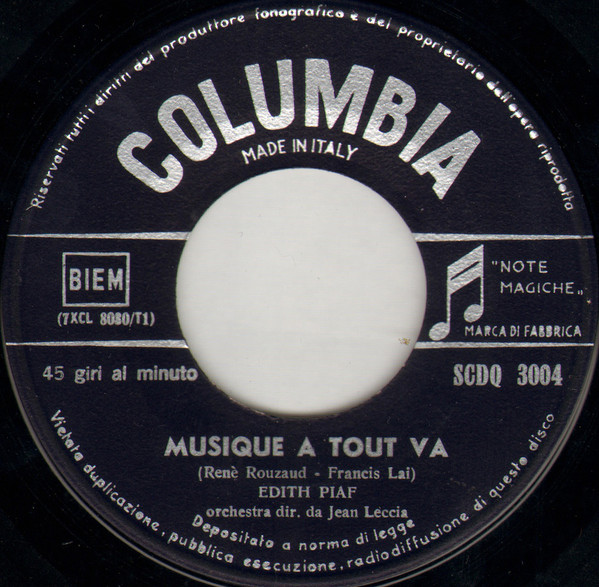 Riservati tutti i diritti del produttore fonografico e del proprietario dell'opera riprodotta
COLUMBIA
MADE IN ITALY
BIEM
(7XCL 8080/T1)
"NOTE
MAGICHE„
MARCA DI FABBRICA
45 giri al minuto
SCDQ 3004
MUSIQUE A TOUT VA
(Renè Rouzaud - Francis Lai)
EDITH PIAF
orchestra dir. da Jean Léccia
Depositato a norma di legge
Vietata duplicazione, pubblica esecuzione, radiodiffusione di questo disco